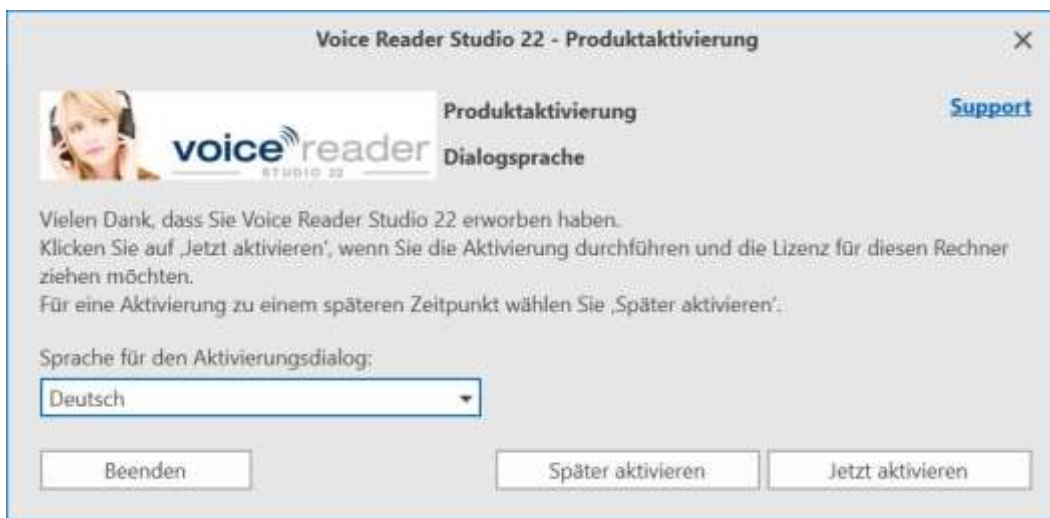 Voice Reader Studio 22 - Produktaktivierung
Produktaktivierung
Support
voice reader
STUDIO 22
Dialogsprache
Vielen Dank, dass Sie Voice Reader Studio 22 erworben haben.
Klicken Sie auf ‚Jetzt aktivieren‘, wenn Sie die Aktivierung durchführen und die Lizenz für diesen Rechner
ziehen möchten.
Für eine Aktivierung zu einem späteren Zeitpunkt wählen Sie ‚Später aktivieren‘.
Sprache für den Aktivierungsdialog:
Deutsch
Beenden
Später aktivieren
Jetzt aktivieren